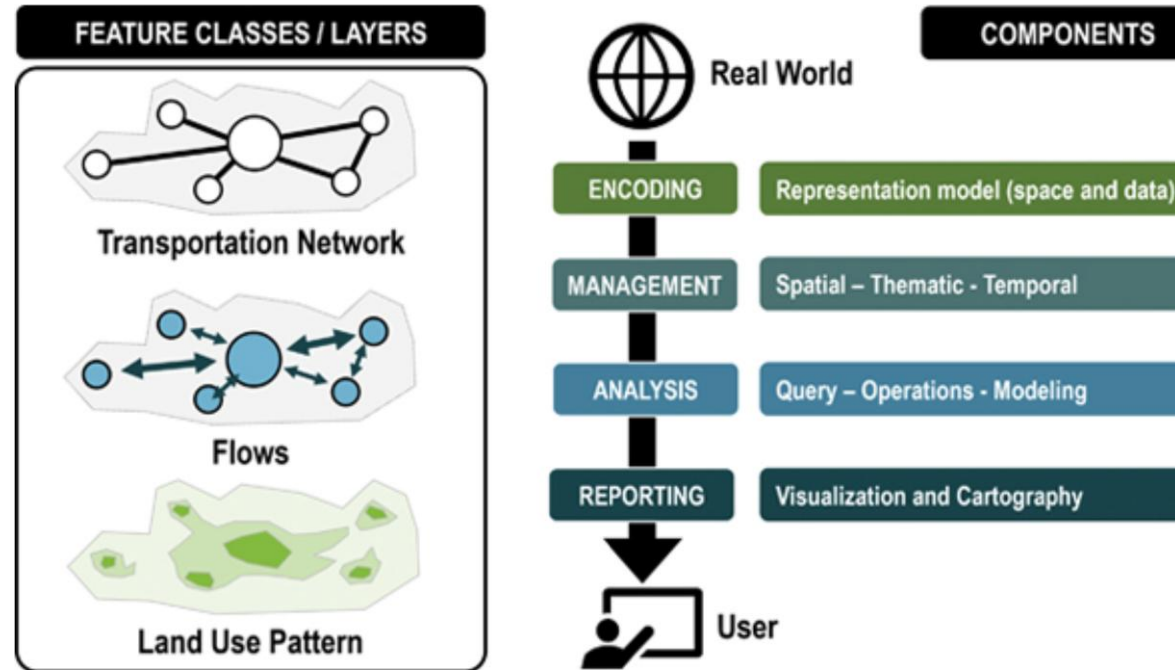 FEATURE CLASSES / LAYERS
Transportation Network
Flows
Land Use Pattern
COMPONENTS
Real World
ENCODING
Representation model (space and data)
MANAGEMENT
Spatial – Thematic - Temporal
ANALYSIS
Query – Operations - Modeling
REPORTING
Visualization and Cartography
User